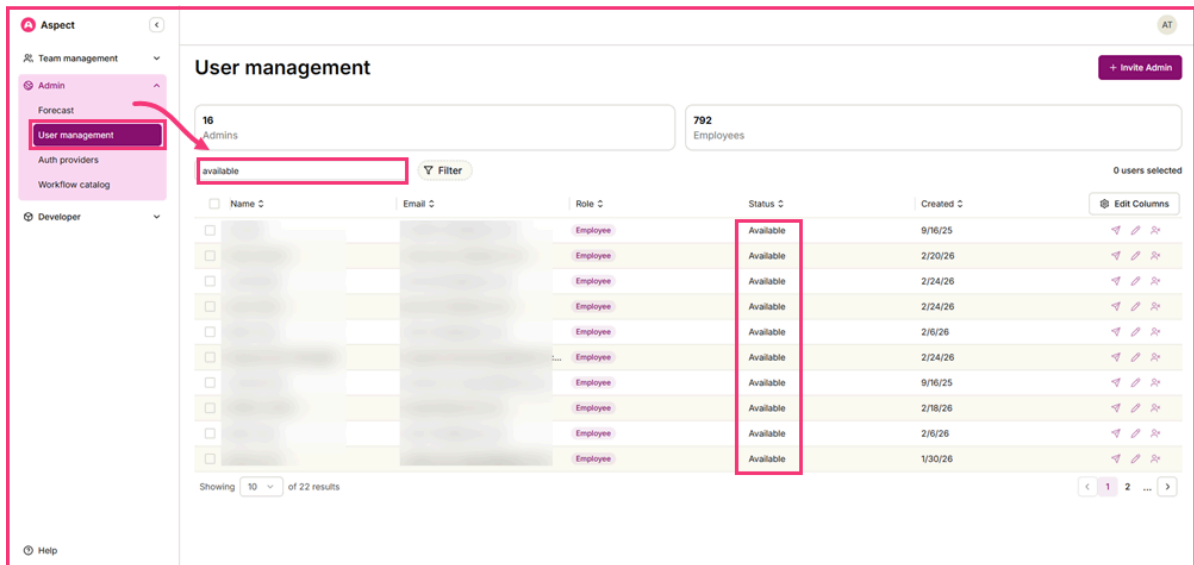 Aspect
AT
Team management
Admin
Forecast
User management
Auth providers
Workflow catalog
Developer
Help
User management
+ Invite Admin
16
Admins
792
Employees
available
Filter
0 users selected
Name Email Role Status Created Edit Columns
Employee Available 9/16/25
Employee Available 2/20/26
Employee Available 2/24/26
Employee Available 2/24/26
Employee Available 2/6/26
Employee Available 2/24/26
Employee Available 9/16/25
Employee Available 2/18/26
Employee Available 2/6/26
Employee Available 1/30/26
Showing 10 of 22 results
1 2 ...